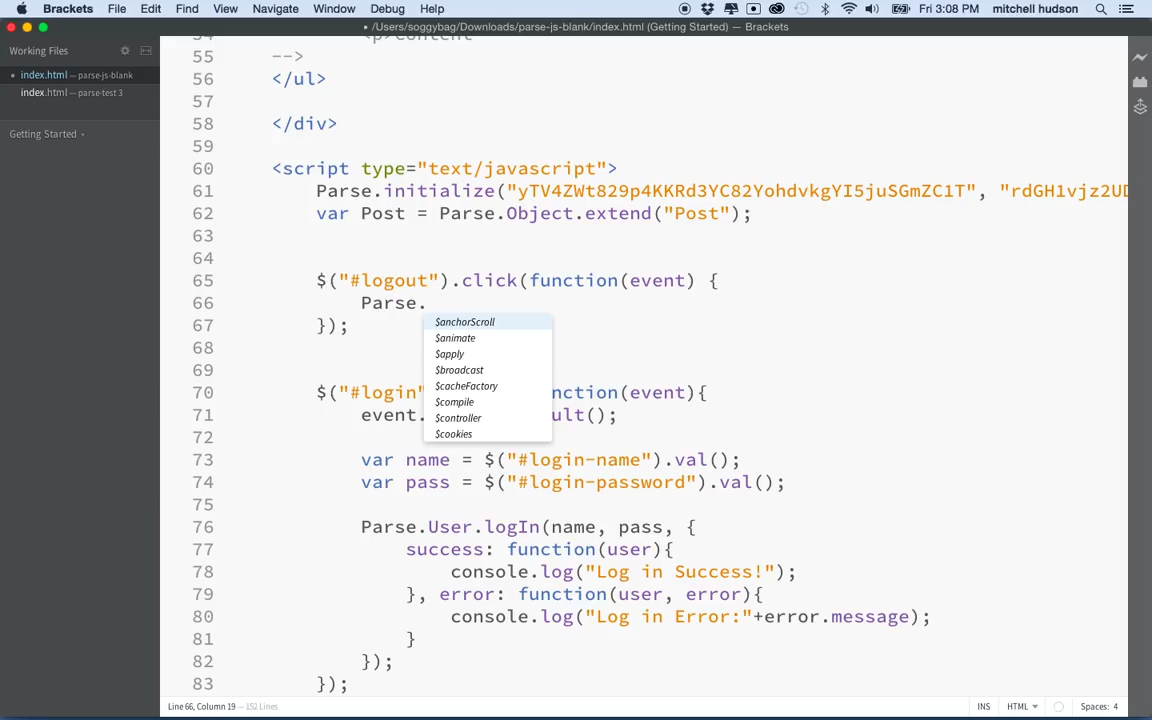 Brackets File Edit Find View Navigate Window Debug Help Fri 3:08 PM mitchell hudson
• /Users/soggybag/Downloads/parse-js-blank/index.html (Getting Started) — Brackets
Working Files
• index.html — parse-js-blank
index.html — parse-test 3
Getting Started
54 <p>content
55 -->
56 </ul>
57
58 </div>
59
60 <script type="text/javascript">
61 Parse.initialize("yTV4ZWt829p4KKRd3YC82YohdvkgYI5juSGmZC1T", "rdGH1vjz2UD
62 var Post = Parse.Object.extend("Post");
63
64
65 $("#logout").click(function(event) {
66 Parse.
$anchorScroll
67 });
$animate
68
$apply
69
$broadcast
$cacheFactory
70 $("#login" nction(event){
$compile
71 event. ult();
$controller
72
$cookies
73 var name = $("#login-name").val();
74 var pass = $("#login-password").val();
75
76 Parse.User.logIn(name, pass, {
77 success: function(user){
78 console.log("Log in Success!");
79 }, error: function(user, error){
80 console.log("Log in Error:"+error.message);
81 }
82 });
83 });
Line 66, Column 19 — 152 Lines INS HTML Spaces: 4